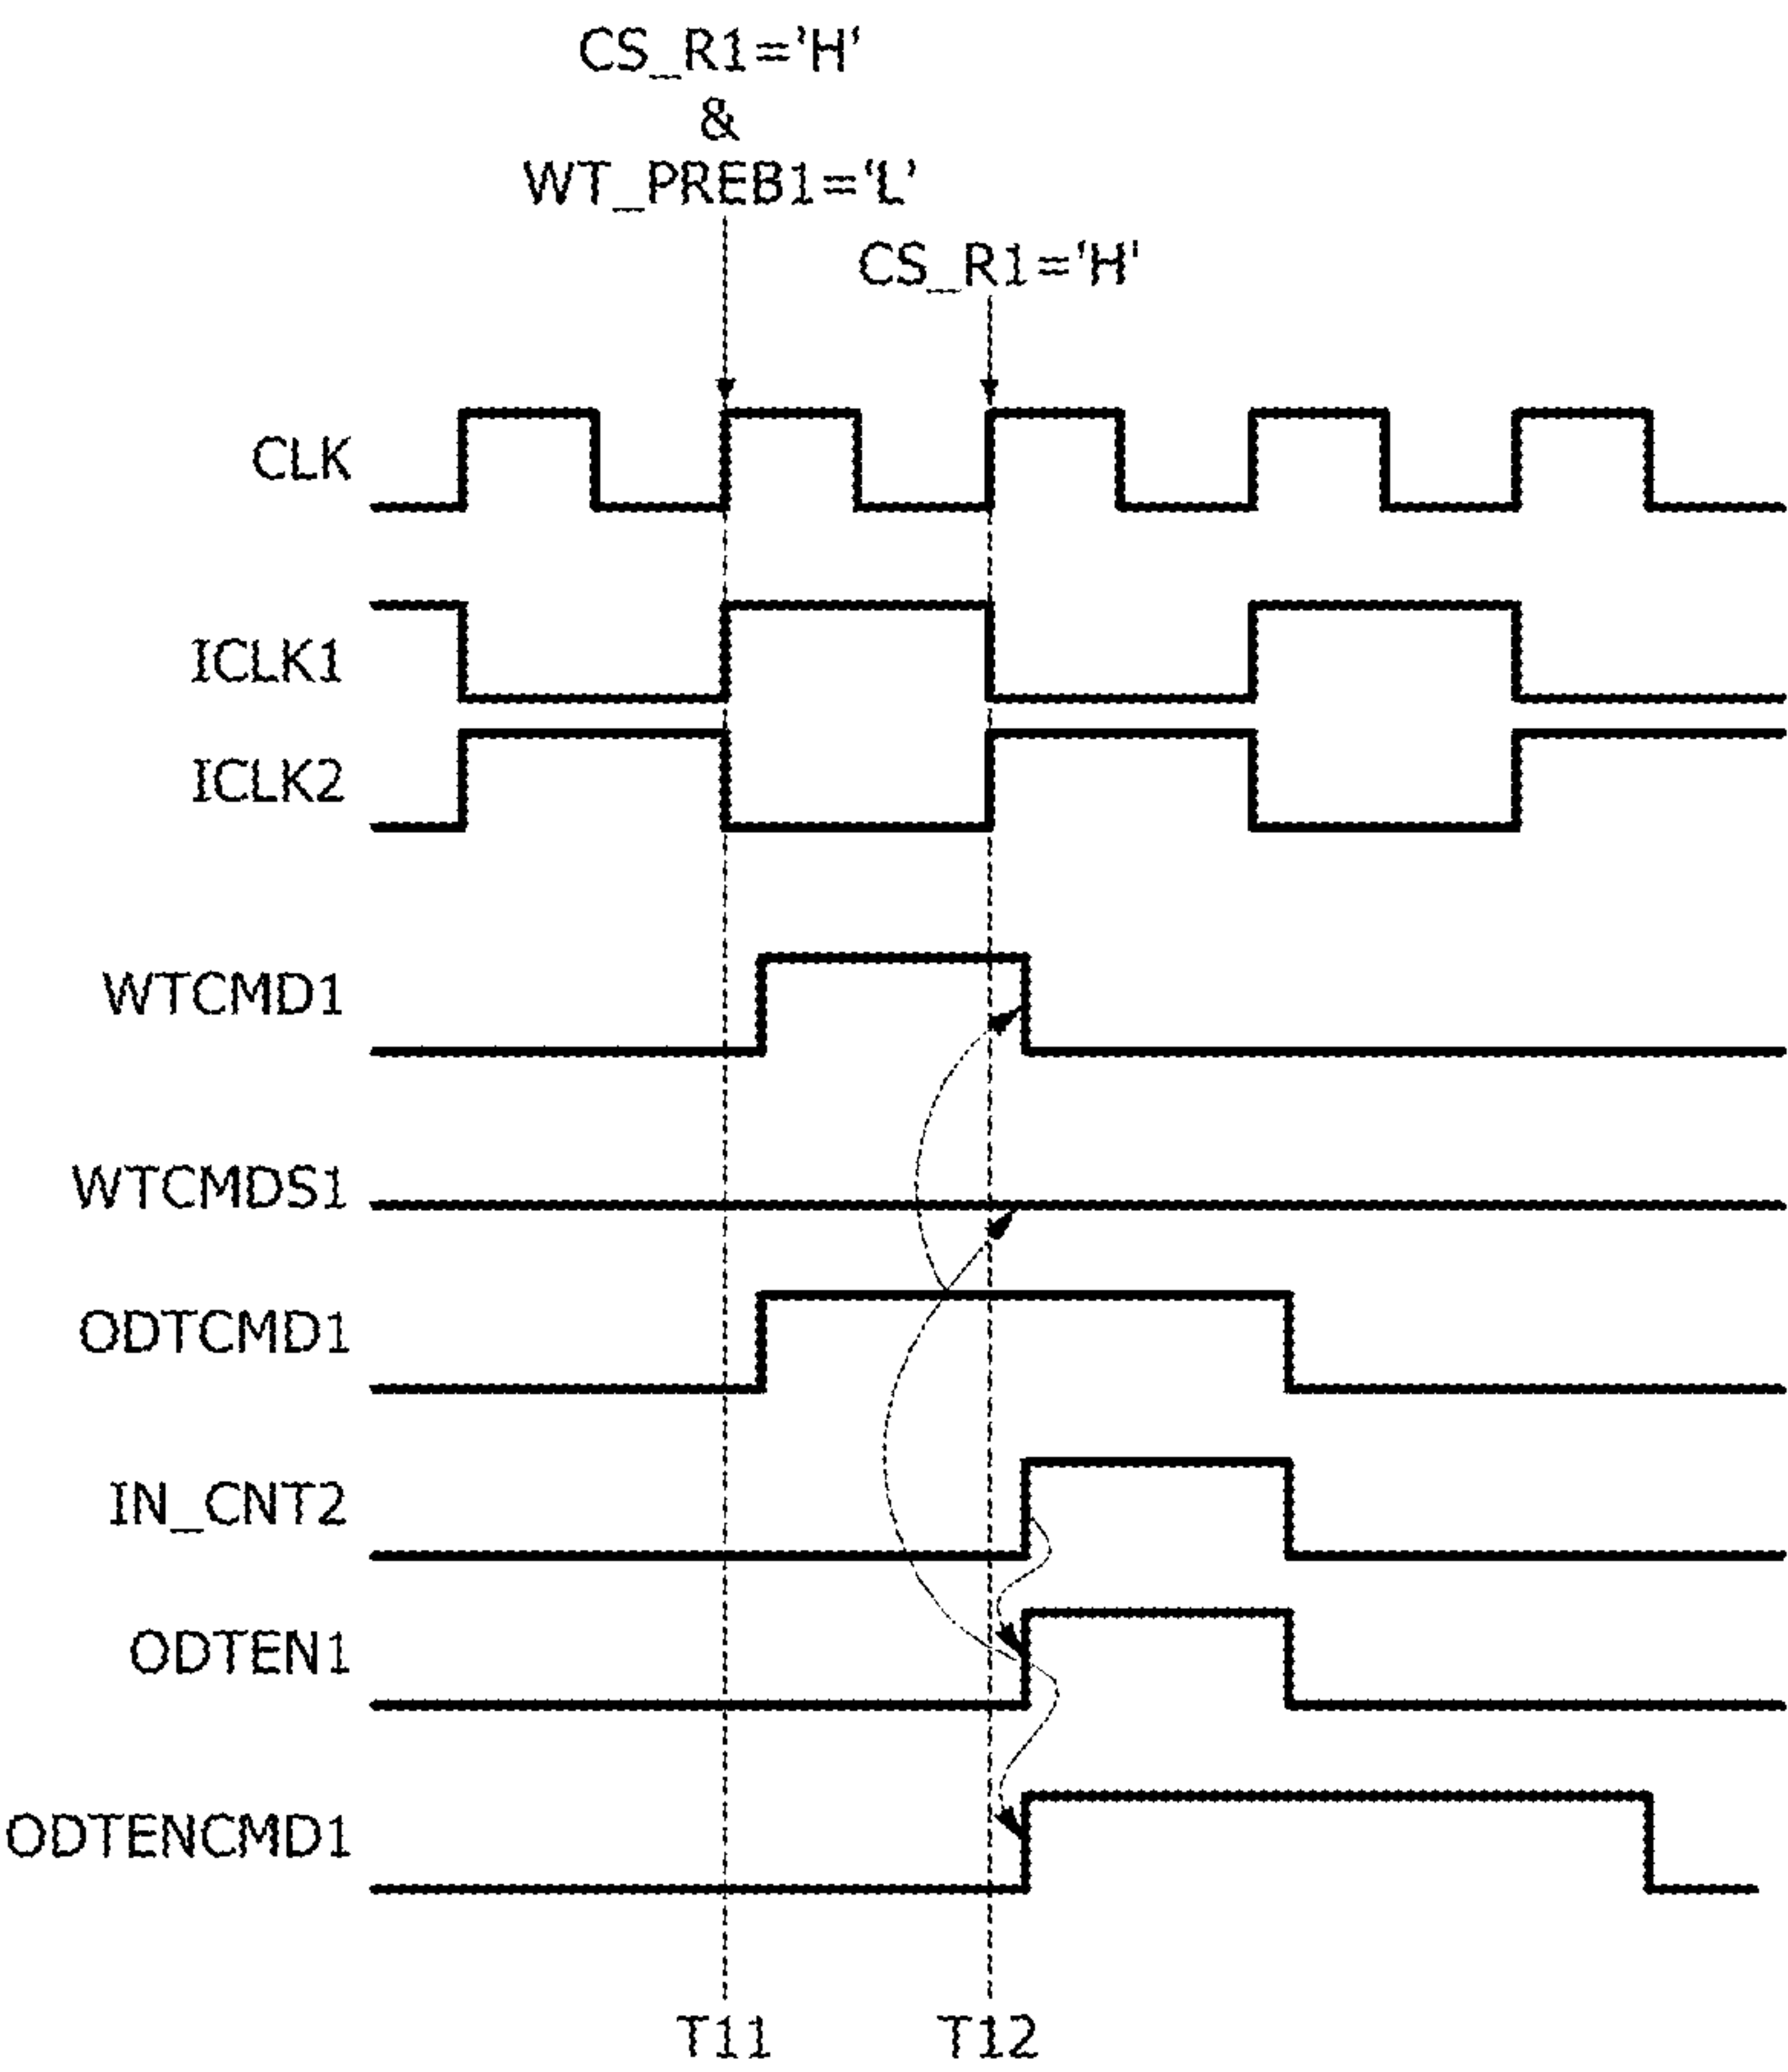 CS_R1='H'
&
WT_PREB1='L'
CS_R1='H'
CLK
ICLK1
ICLK2
WTCMD1
WTCMDS1
ODTCMD1
IN_CNT2
ODTEN1
ODTENCMD1
T11 T12